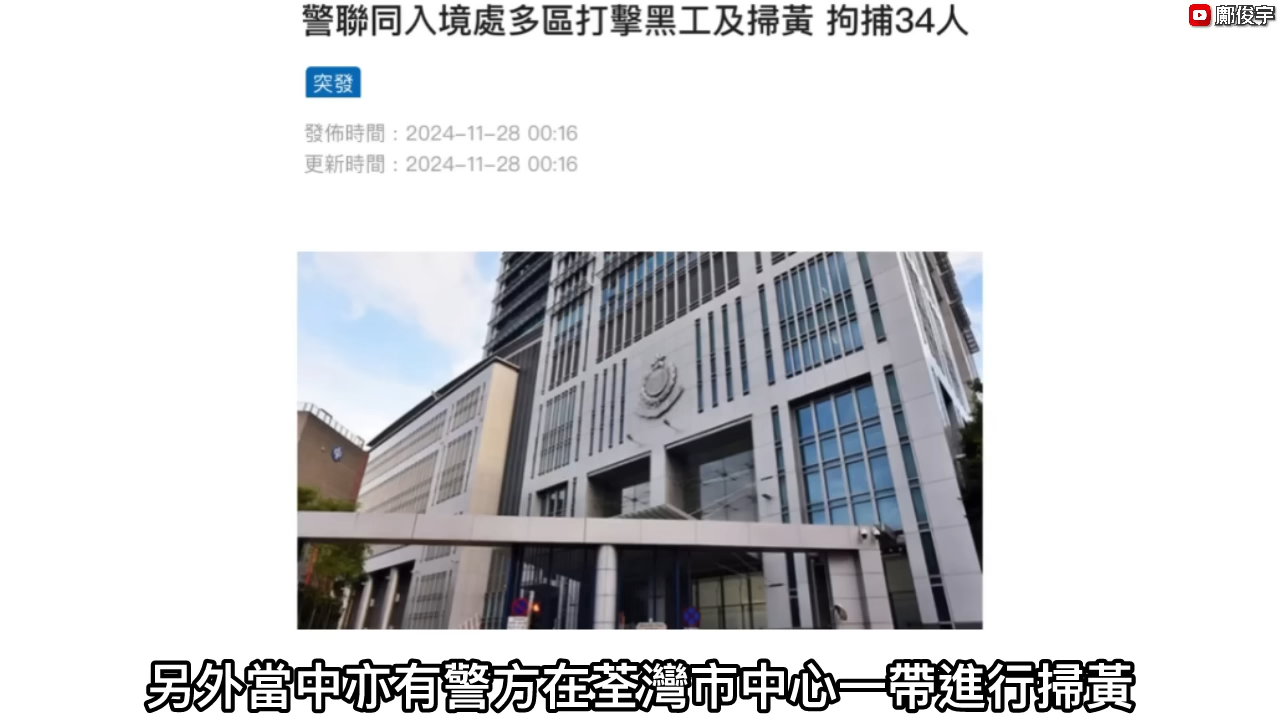 警聯同入境處多區打擊黑工及掃黃 拘捕34人
鄺俊宇
突發
發佈時間：2024-11-28 00:16
更新時間：2024-11-28 00:16
另外當中亦有警方在荃灣市中心一帶進行掃黃